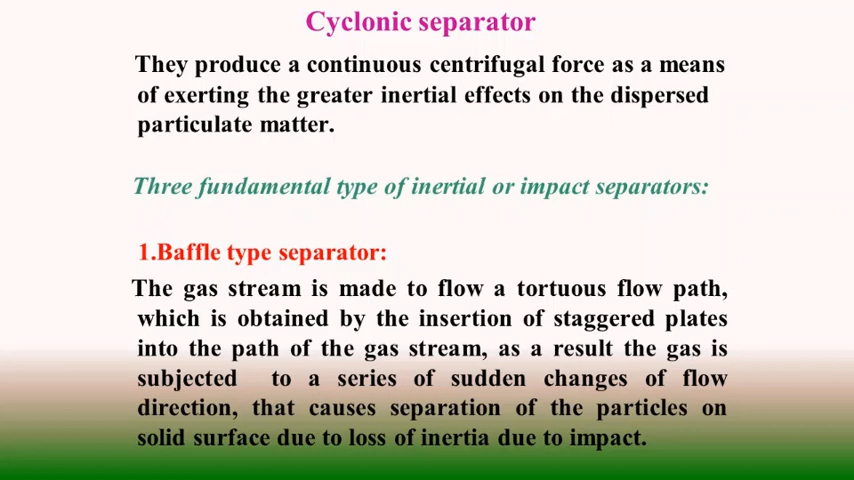 Cyclonic separator
They produce a continuous centrifugal force as a means
of exerting the greater inertial effects on the dispersed
particulate matter.
Three fundamental type of inertial or impact separators:
1.Baffle type separator:
The gas stream is made to flow a tortuous flow path,
which is obtained by the insertion of staggered plates
into the path of the gas stream, as a result the gas is
subjected to a series of sudden changes of flow
direction, that causes separation of the particles on
solid surface due to loss of inertia due to impact.